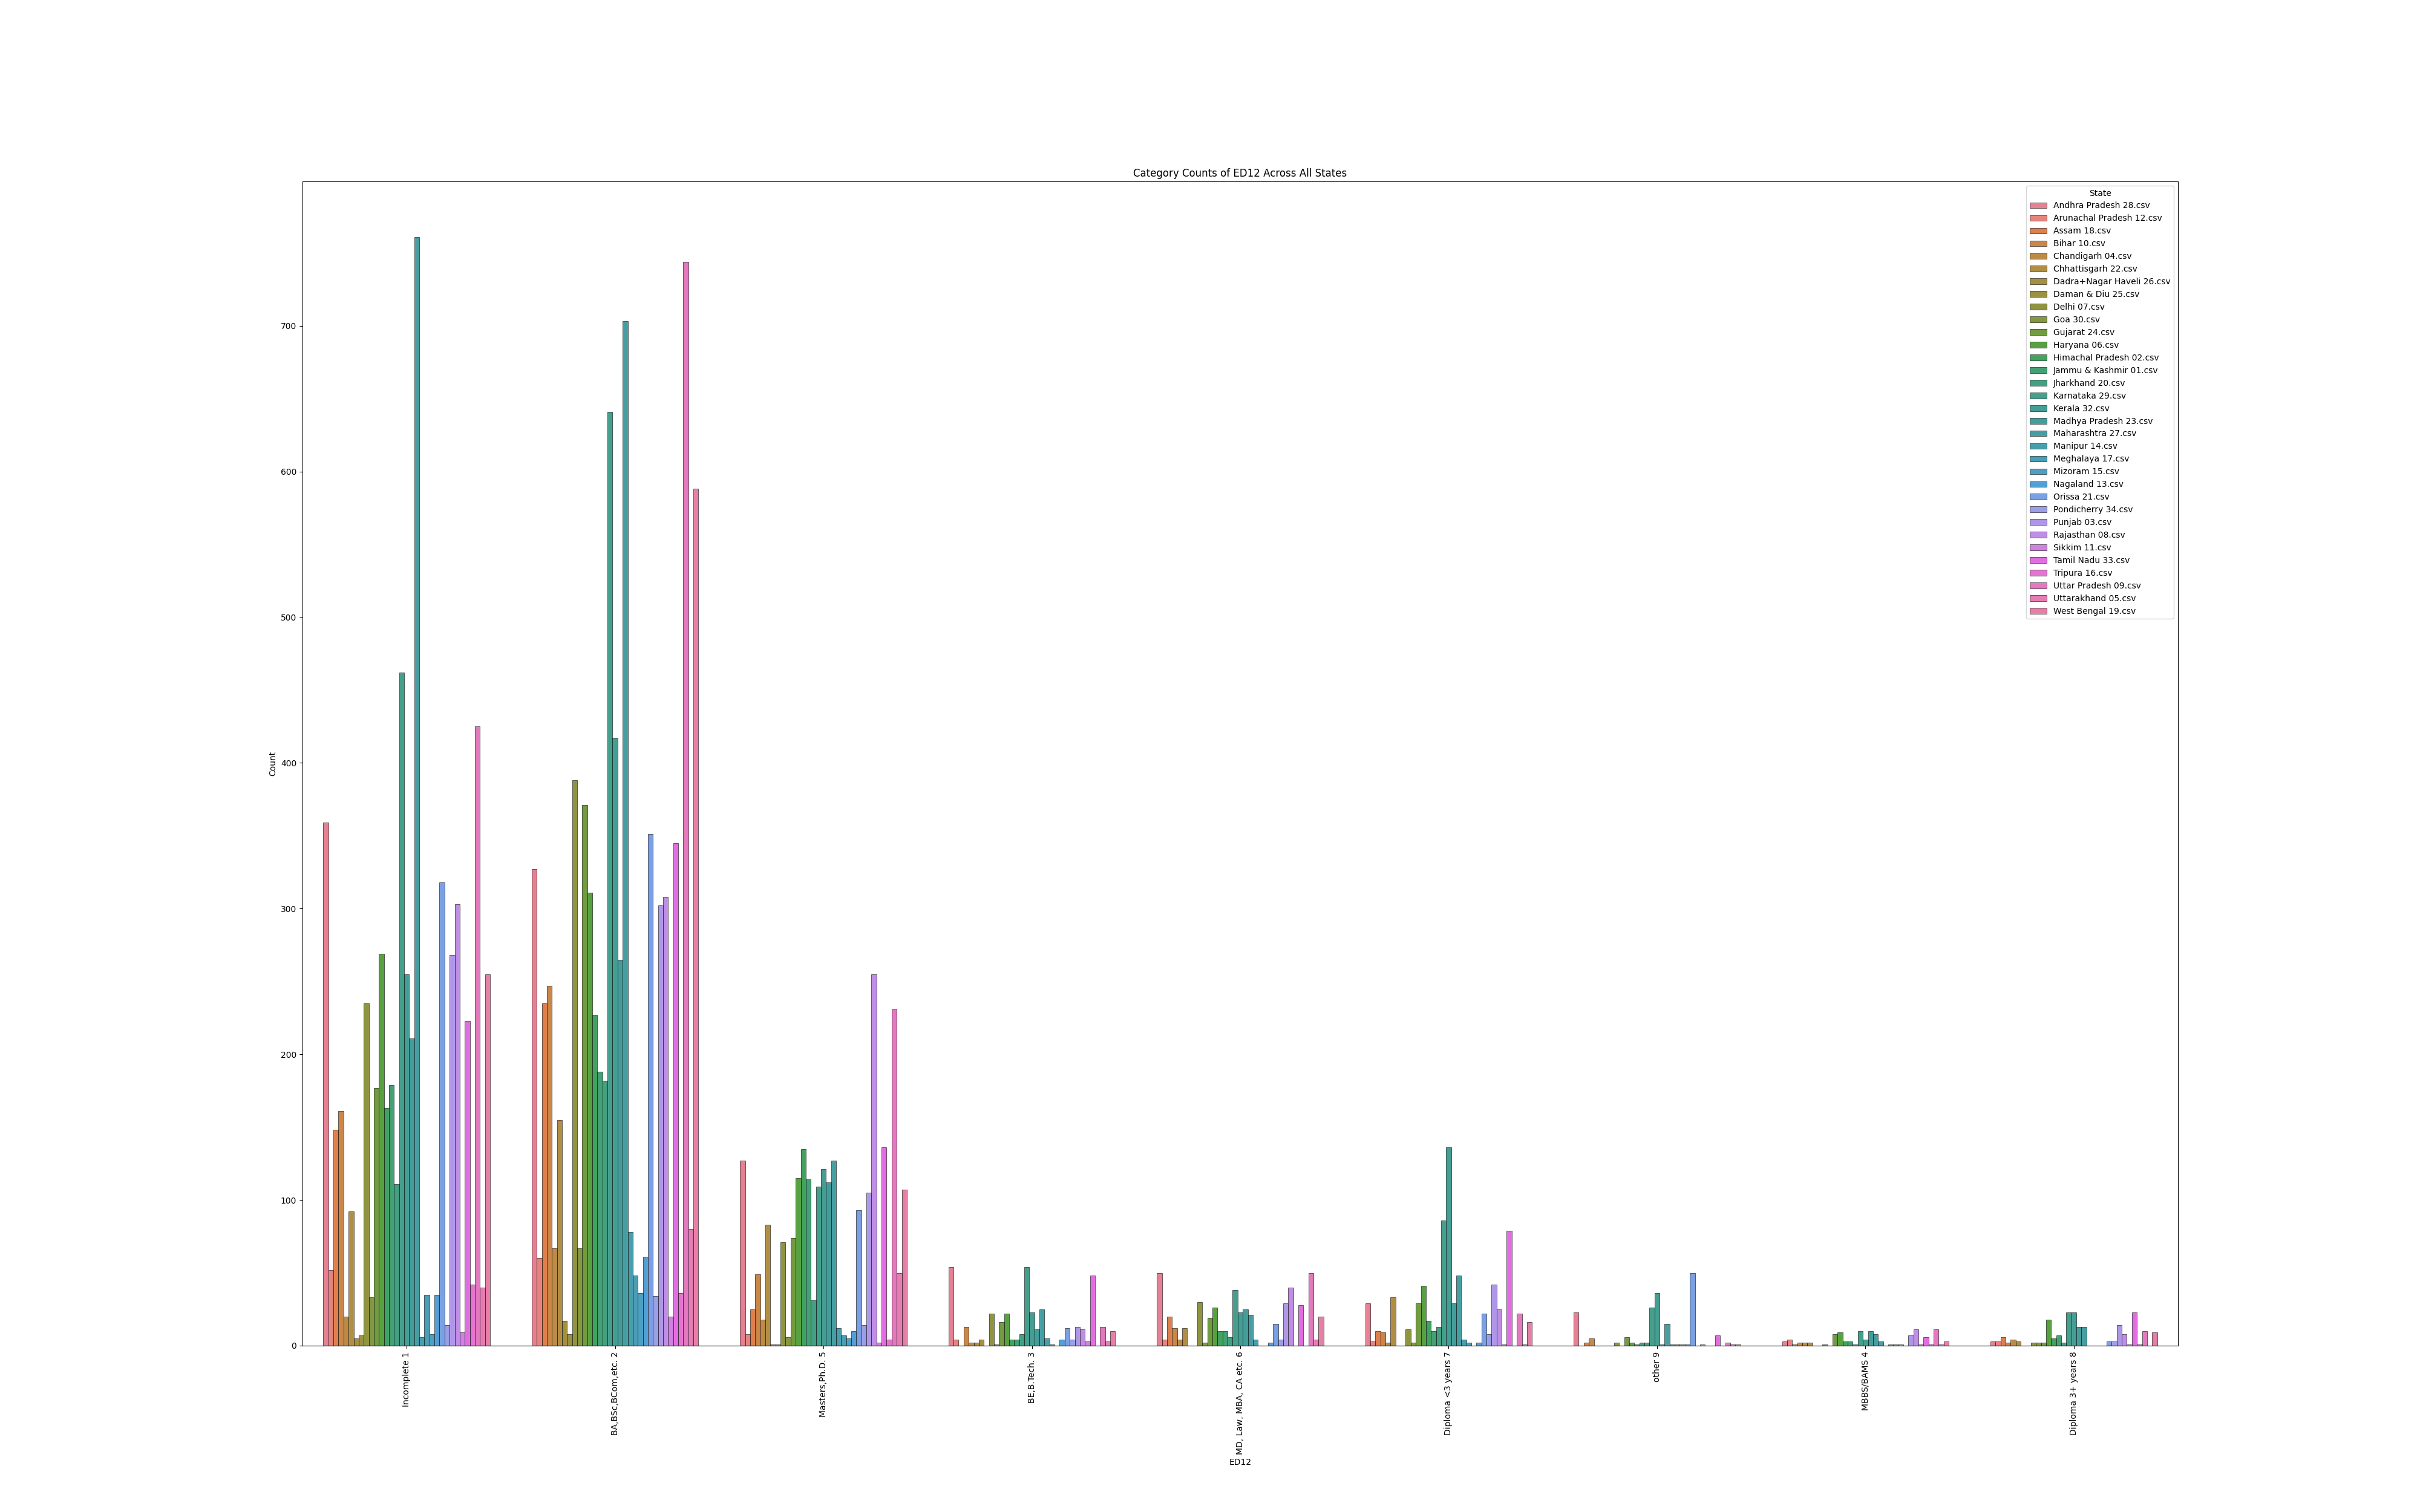 Category Counts of ED12 Across All States
State
Andhra Pradesh 28.csv
Arunachal Pradesh 12.csv
Assam 18.csv
Bihar 10.csv
Chandigarh 04.csv
Chhattisgarh 22.csv
Dadra+Nagar Haveli 26.csv
Daman & Diu 25.csv
Delhi 07.csv
Goa 30.csv
Gujarat 24.csv
Haryana 06.csv
Himachal Pradesh 02.csv
Jammu & Kashmir 01.csv
Jharkhand 20.csv
Karnataka 29.csv
Kerala 32.csv
Madhya Pradesh 23.csv
Maharashtra 27.csv
Manipur 14.csv
Meghalaya 17.csv
Mizoram 15.csv
Nagaland 13.csv
Orissa 21.csv
Pondicherry 34.csv
Punjab 03.csv
Rajasthan 08.csv
Sikkim 11.csv
Tamil Nadu 33.csv
Tripura 16.csv
Uttar Pradesh 09.csv
Uttarakhand 05.csv
West Bengal 19.csv
700
600
500
400
300
200
100
0
Count
Incomplete 1
BA,BSc,BCom,etc. 2
Masters,Ph.D. 5
BE,B.Tech. 3
MD, Law, MBA, CA etc. 6
Diploma <3 years 7
other 9
MBBS/BAMS 4
Diploma 3+ years 8
ED12